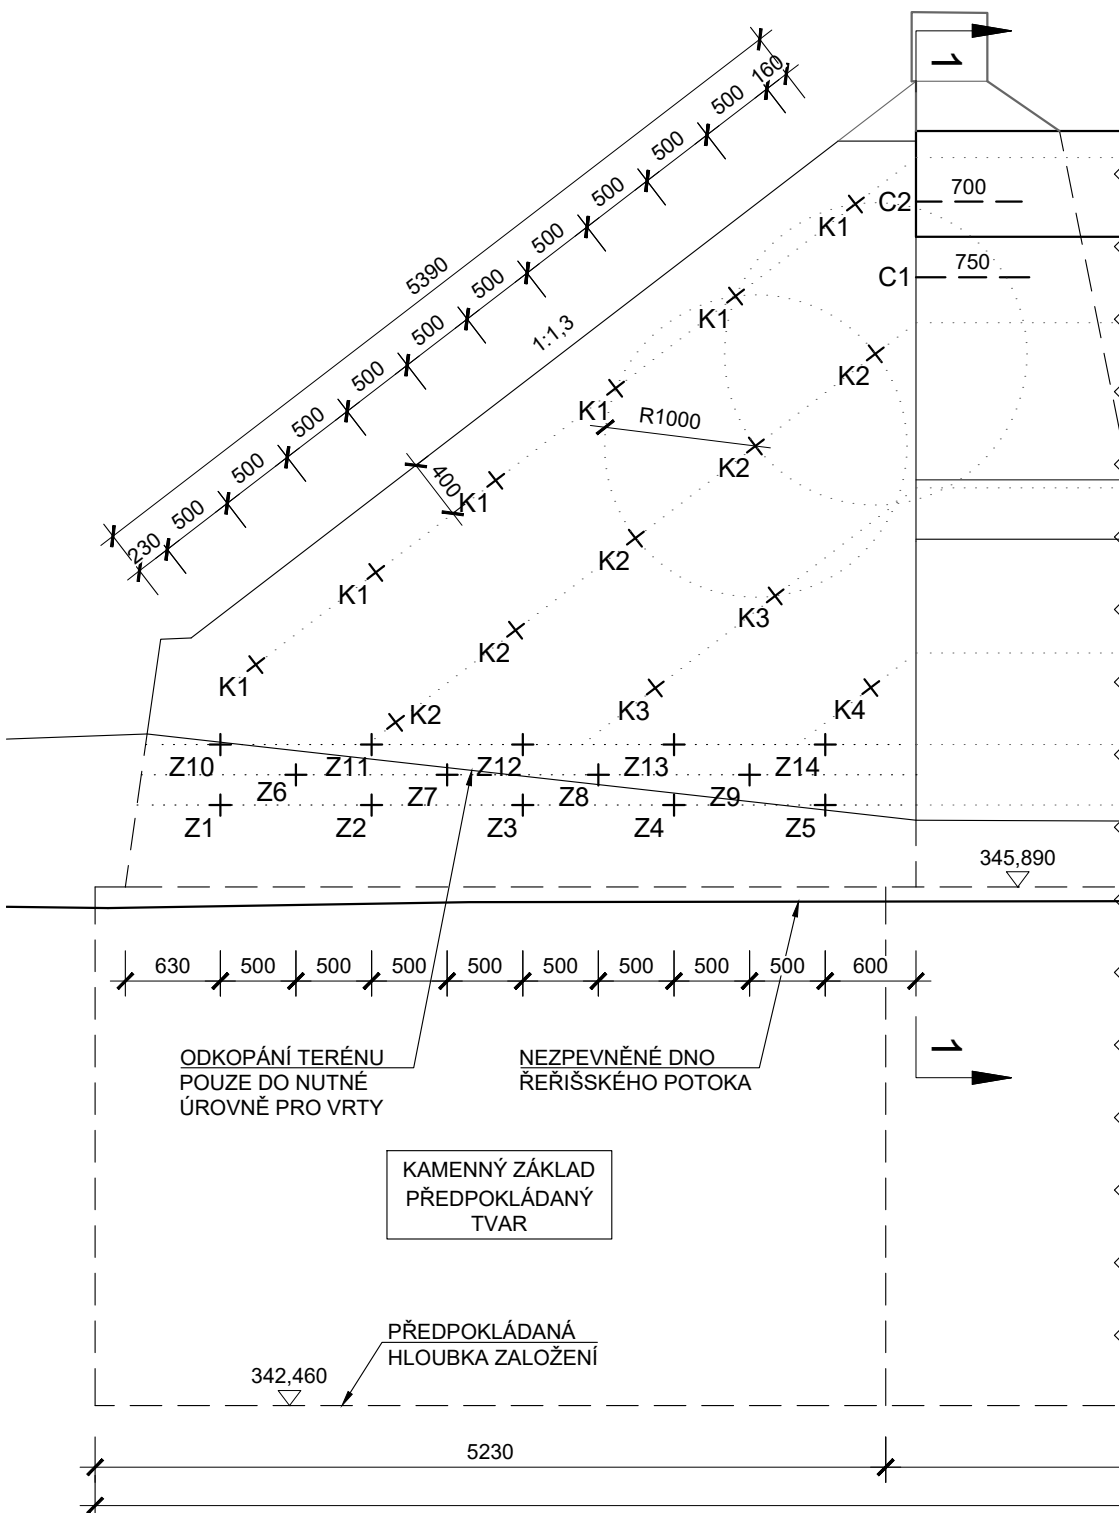 160
500
1
500
500
700
C2
K1
500
5390
500
C1
750
500
K1
500
1:1,3
500
K2
500
K1
R1000
500
K2
400
K1
500
230
K2
K1
K3
K2
K1
K3
K4
K2
Z10
Z11
Z12
Z13
Z14
Z6
Z7
Z8
Z9
Z1
Z2
Z3
Z4
Z5
345,890
630
500
500
500
500
500
500
500
500
600
ODKOPÁNÍ TERÉNU
POUZE DO NUTNÉ
ÚROVNĚ PRO VRTY
NEZPEVNĚNÉ DNO
ŘEŘIŠSKÉHO POTOKA
1
KAMENNÝ ZÁKLAD
PŘEDPOKLÁDANÝ
TVAR
PŘEDPOKLÁDANÁ
HLOUBKA ZALOŽENÍ
342,460
5230